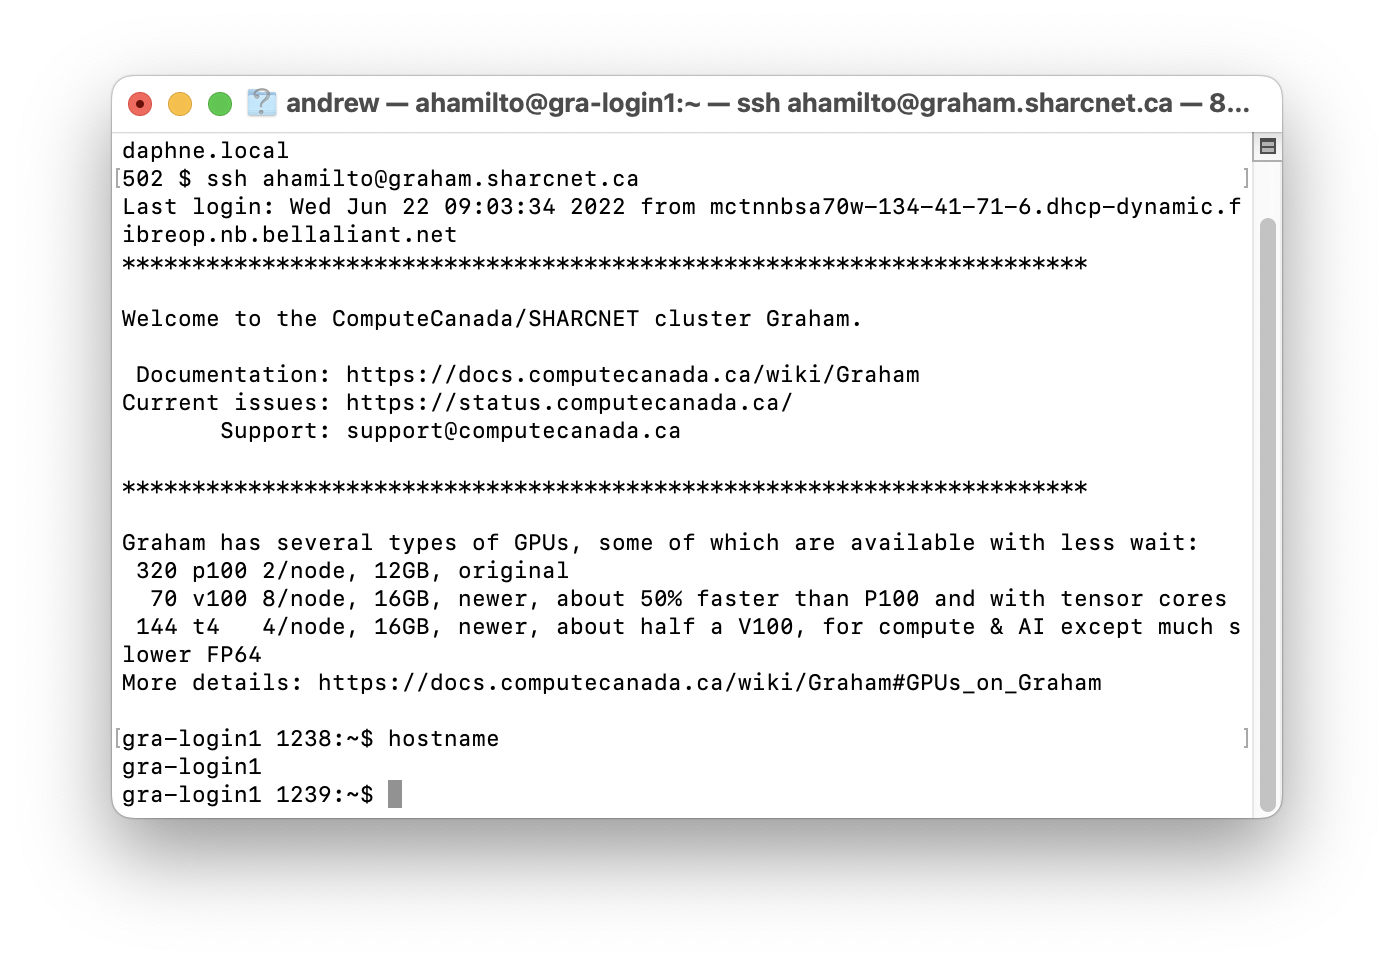 andrew — ahamilto@gra-login1:~ — ssh ahamilto@graham.sharcnet.ca — 8...
daphne.local
[502 $ ssh ahamilto@graham.sharcnet.ca ]
Last login: Wed Jun 22 09:03:34 2022 from mctnnbsa70w-134-41-71-6.dhcp-dynamic.f
ibreop.nb.bellaliant.net
*********************************************************************
Welcome to the ComputeCanada/SHARCNET cluster Graham.
 Documentation: https://docs.computecanada.ca/wiki/Graham
Current issues: https://status.computecanada.ca/
       Support: support@computecanada.ca
*********************************************************************
Graham has several types of GPUs, some of which are available with less wait:
 320 p100 2/node, 12GB, original
  70 v100 8/node, 16GB, newer, about 50% faster than P100 and with tensor cores
 144 t4   4/node, 16GB, newer, about half a V100, for compute & AI except much s
lower FP64
More details: https://docs.computecanada.ca/wiki/Graham#GPUs_on_Graham
[gra-login1 1238:~$ hostname ]
gra-login1
gra-login1 1239:~$